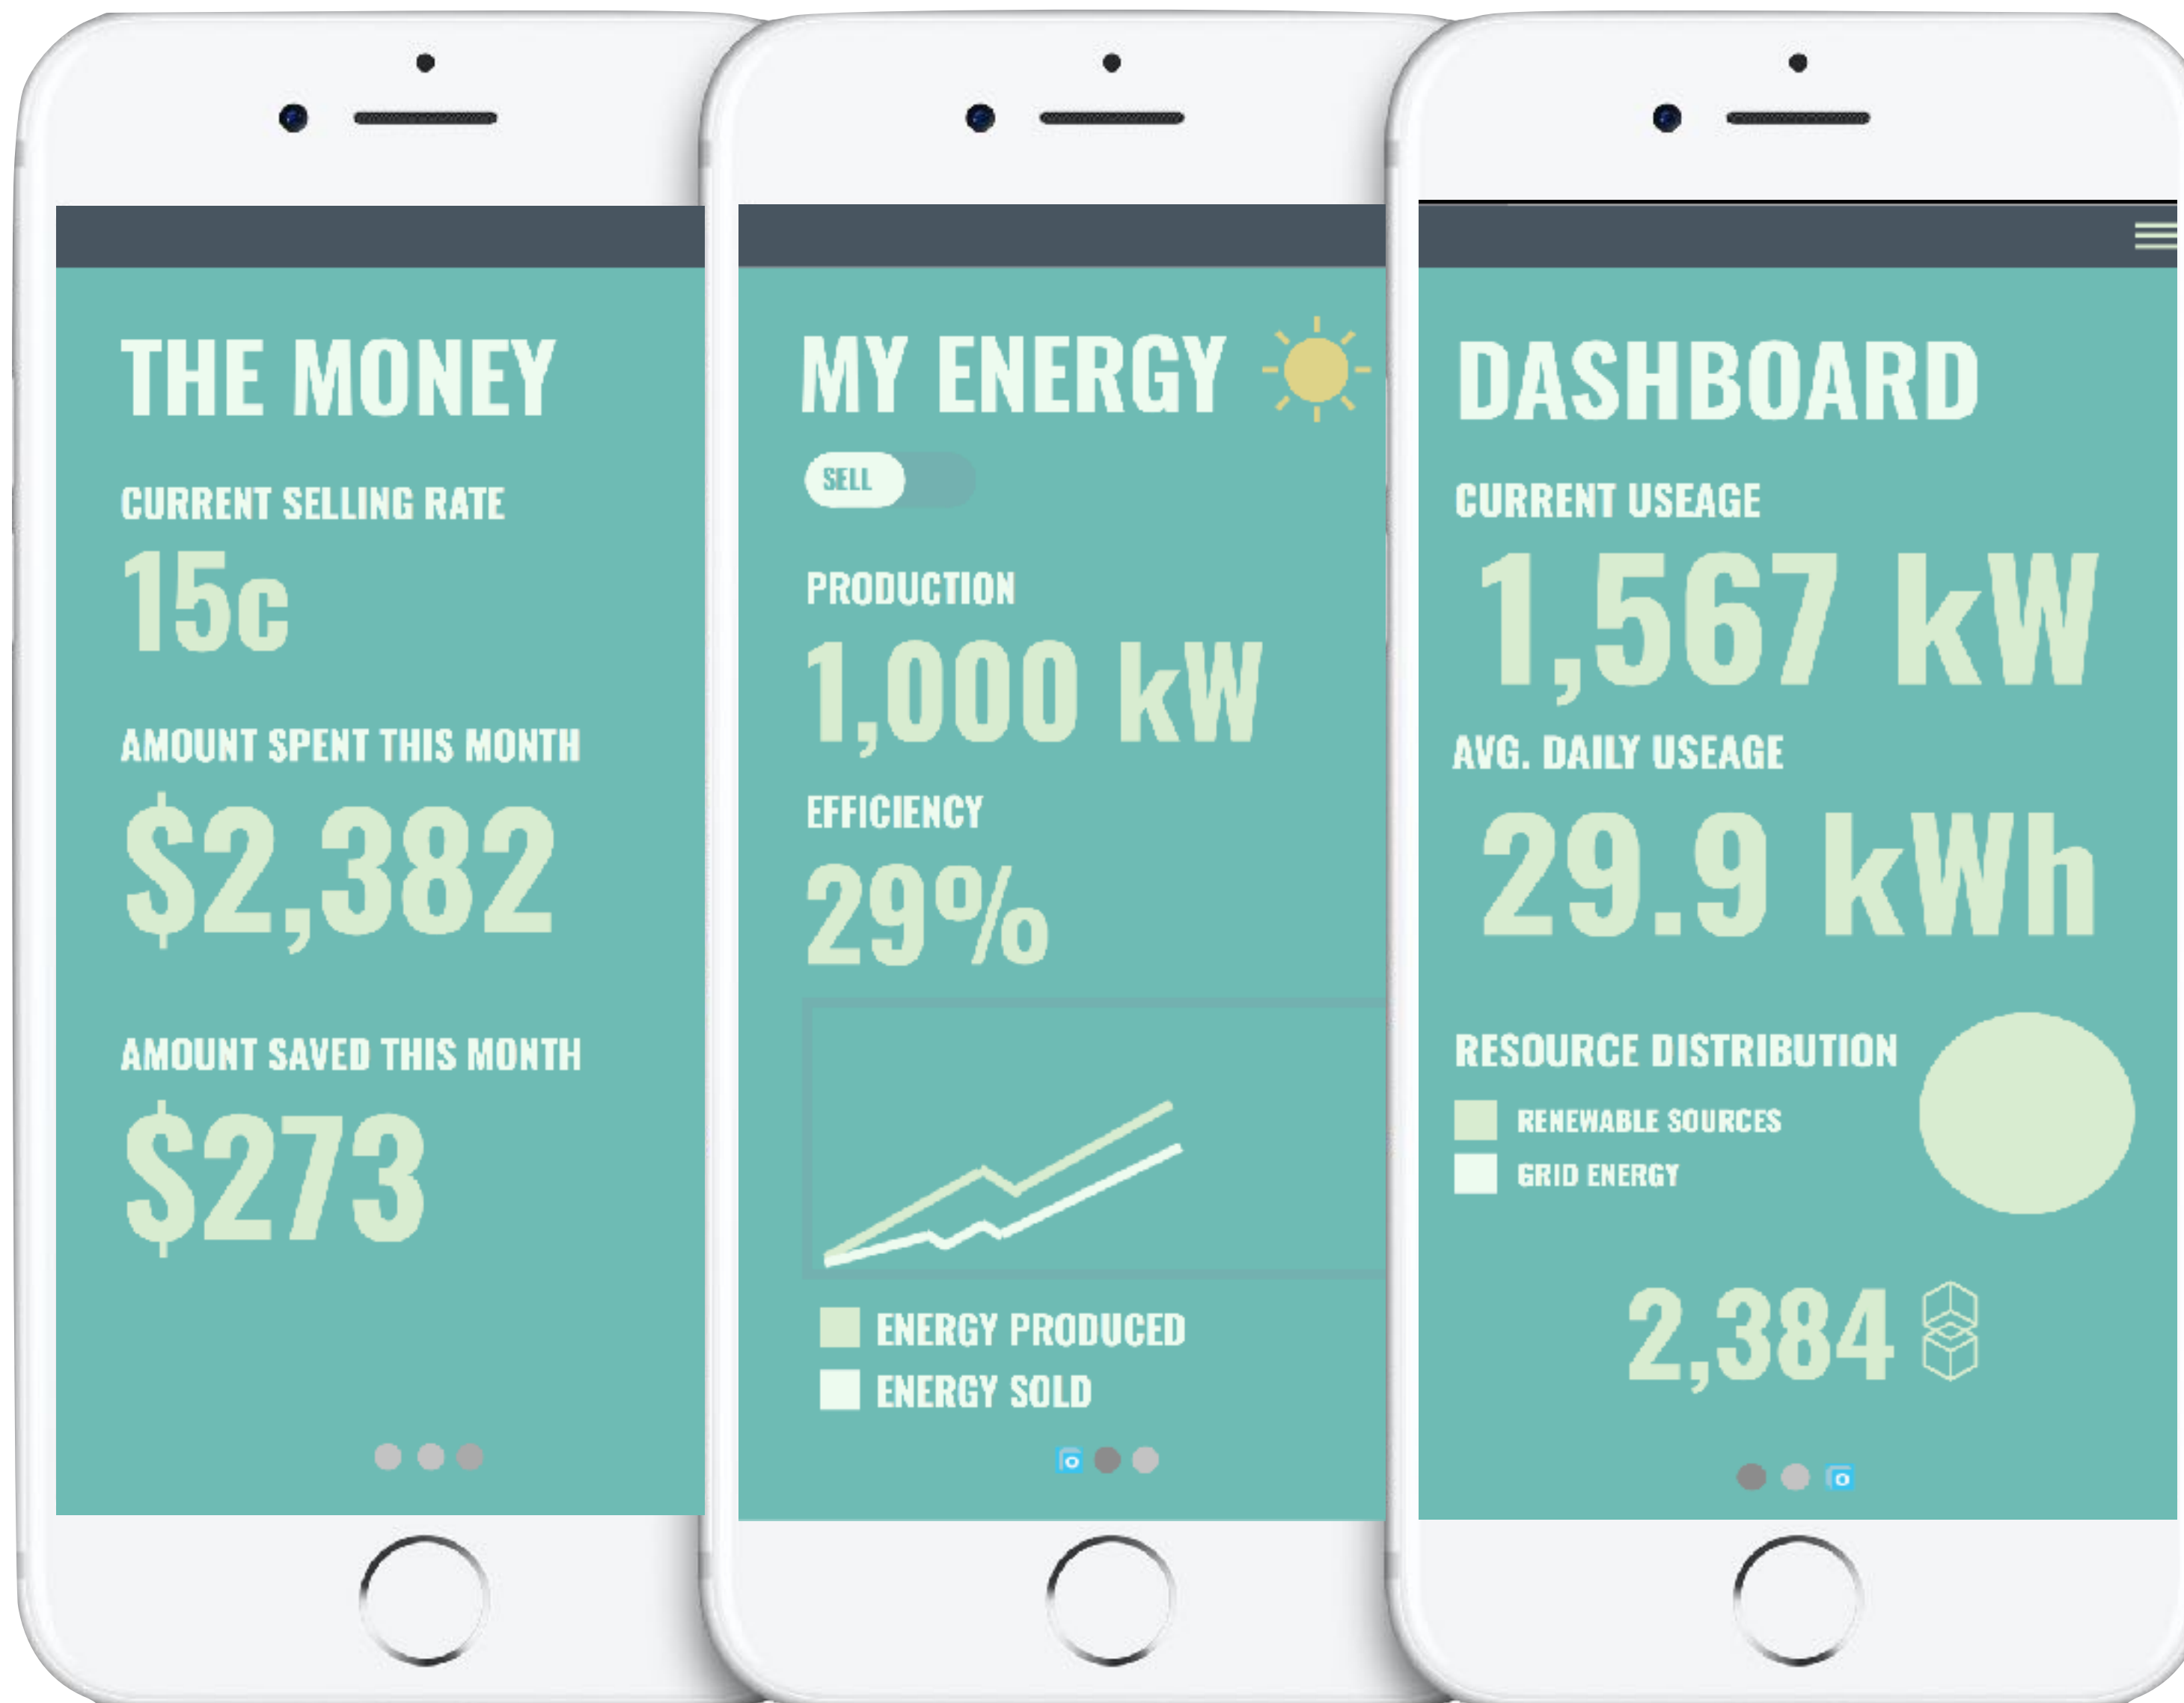 THE MONEY
CURRENT SELLING RATE
15c
AMOUNT SPENT THIS MONTH
$2,382
AMOUNT SAVED THIS MONTH
$273
MY ENERGY
SELL
PRODUCTION
1,000 kW
EFFICIENCY
29%
ENERGY PRODUCED
ENERGY SOLD
DASHBOARD
CURRENT USEAGE
1,567 kW
AVG. DAILY USEAGE
29.9 kWh
RESOURCE DISTRIBUTION
RENEWABLE SOURCES
GRID ENERGY
2,384